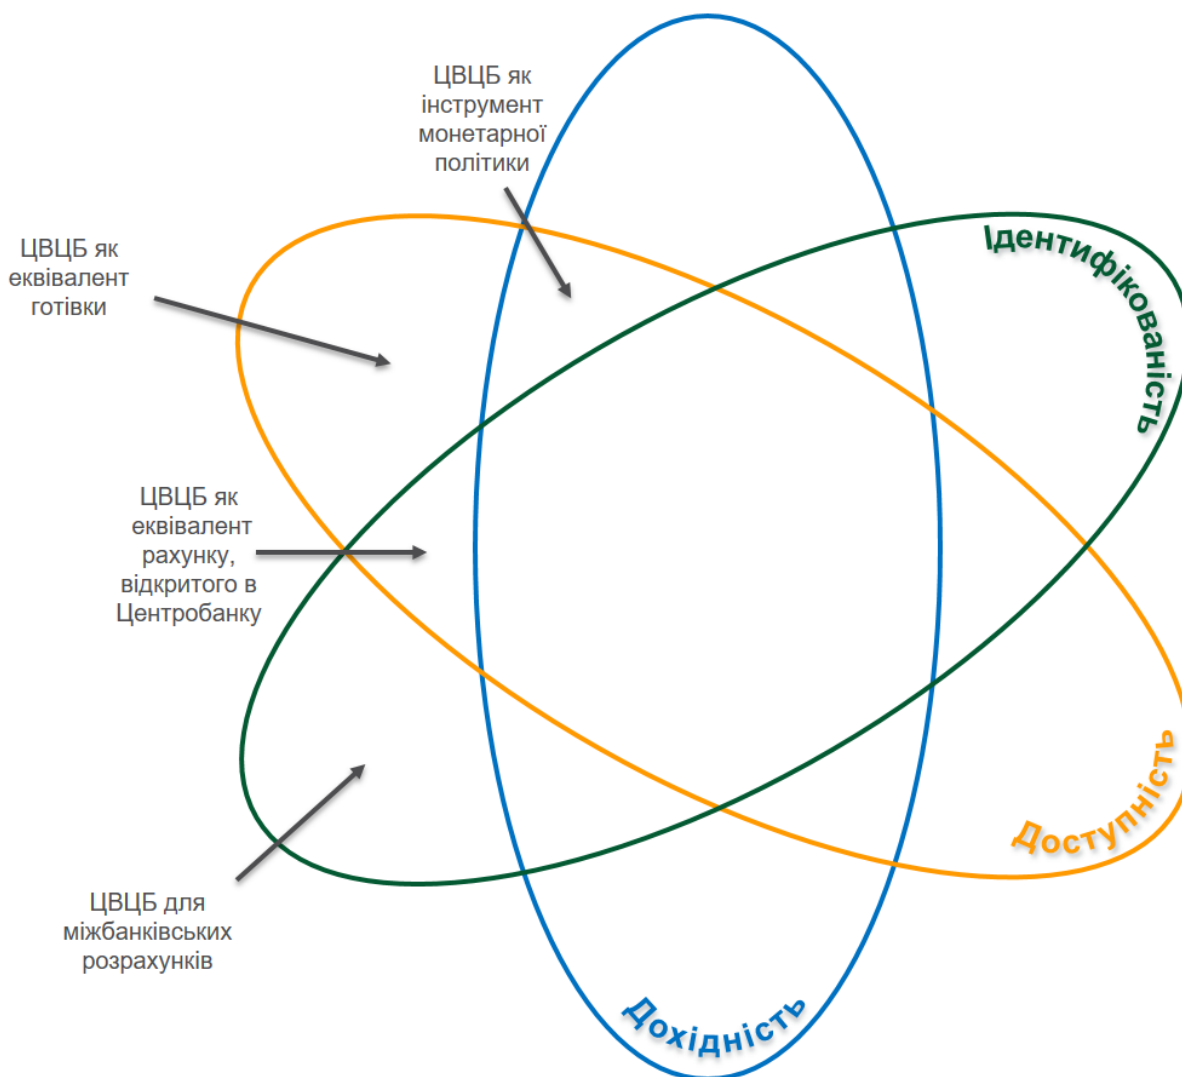 ЦВЦБ як
інструмент
монетарної
політики
ЦВЦБ як
еквівалент
готівки
Ідентифікованість
ЦВЦБ як
еквівалент
рахунку,
відкритого в
Центробанку
Доступність
ЦВЦБ для
міжбанківських
розрахунків
Дохідність